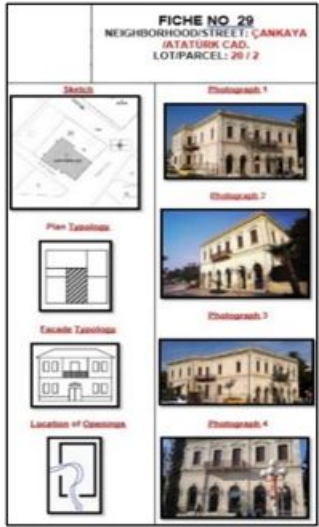 FICHE NO 29
NEIGHBORHOOD/STREET: ÇANKAYA
/ATATÜRK CAD.
LOT/PARCEL: 20 / 2
Sketch
Photograph 1
Photograph 2
Plan Typology
Photograph 3
Facade Typology
Photograph 4
Location of Openings